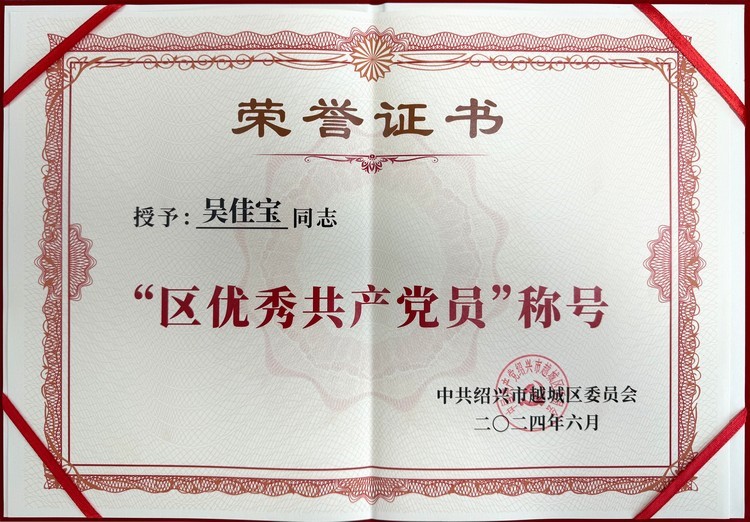 荣誉证书
授予：吴佳宝同志
“区优秀共产党员”称号
中共绍兴市越城区委员会
二〇二四年六月